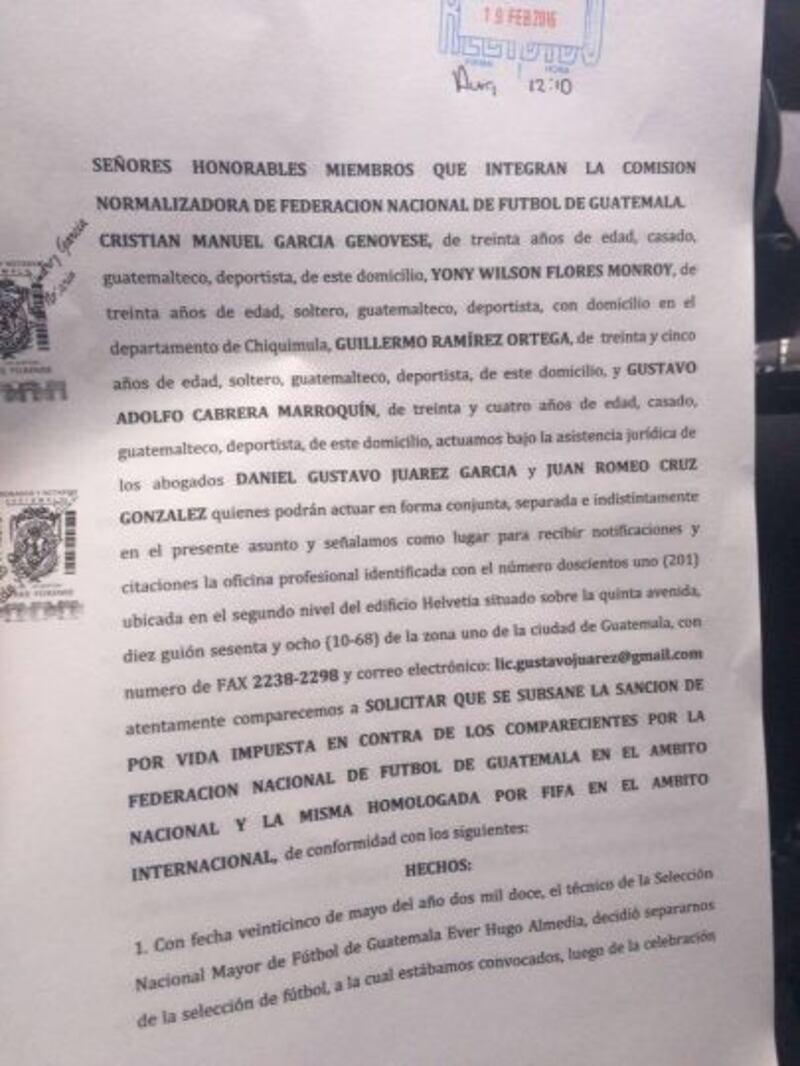 19 FEB 2016
RECIBIDO
FIRMA HORA
12:10
SEÑORES HONORABLES MIEMBROS QUE INTEGRAN LA COMISION
NORMALIZADORA DE FEDERACION NACIONAL DE FUTBOL DE GUATEMALA.
CRISTIAN MANUEL GARCIA GENOVESE, de treinta años de edad, casado,
guatemalteco, deportista, de este domicilio, YONY WILSON FLORES MONROY, de
treinta años de edad, soltero, guatemalteco, deportista, con domicilio en el
departamento de Chiquimula, GUILLERMO RAMÍREZ ORTEGA, de treinta y cinco
años de edad, soltero, guatemalteco, deportista, de este domicilio, y GUSTAVO
ADOLFO CABRERA MARROQUÍN, de treinta y cuatro años de edad, casado,
guatemalteco, deportista, de este domicilio, actuamos bajo la asistencia jurídica de
los abogados DANIEL GUSTAVO JUAREZ GARCIA y JUAN ROMEO CRUZ
GONZALEZ quienes podrán actuar en forma conjunta, separada e indistintamente
en el presente asunto y señalamos como lugar para recibir notificaciones y
citaciones la oficina profesional identificada con el número doscientos uno (201)
ubicada en el segundo nivel del edificio Helvetia situado sobre la quinta avenida,
diez guión sesenta y ocho (10-68) de la zona uno de la ciudad de Guatemala, con
numero de FAX 2238-2298 y correo electrónico: lic.gustavojuarez@gmail.com
atentamente comparecemos a SOLICITAR QUE SE SUBSANE LA SANCION DE
POR VIDA IMPUESTA EN CONTRA DE LOS COMPARECIENTES POR LA
FEDERACION NACIONAL DE FUTBOL DE GUATEMALA EN EL AMBITO
NACIONAL Y LA MISMA HOMOLOGADA POR FIFA EN EL AMBITO
INTERNACIONAL, de conformidad con los siguientes:
HECHOS:
1. Con fecha veinticinco de mayo del año dos mil doce, el técnico de la Selección
Nacional Mayor de Fútbol de Guatemala Ever Hugo Almedia, decidió separarnos
de la selección de fútbol, a la cual estábamos convocados, luego de la celebración